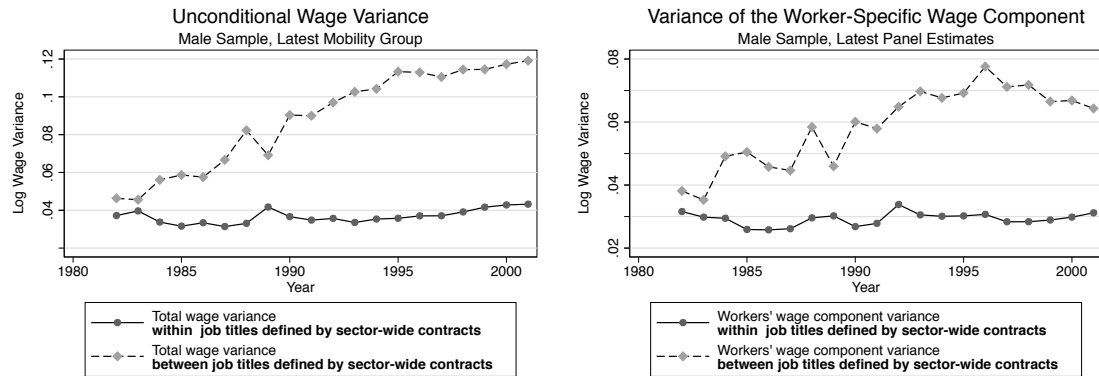 Unconditional Wage Variance
Male Sample, Latest Mobility Group
Log Wage Variance
.12
.1
.08
.06
.04
1980
1985
1990
1995
2000
Year
Total wage variance
within job titles defined by sector-wide contracts
Total wage variance
between job titles defined by sector-wide contracts
Variance of the Worker-Specific Wage Component
Male Sample, Latest Panel Estimates
Log Wage Variance
.08
.06
.04
.02
1980
1985
1990
1995
2000
Year
Workers' wage component variance
within job titles defined by sector-wide contracts
Workers' wage component variance
between job titles defined by sector-wide contracts